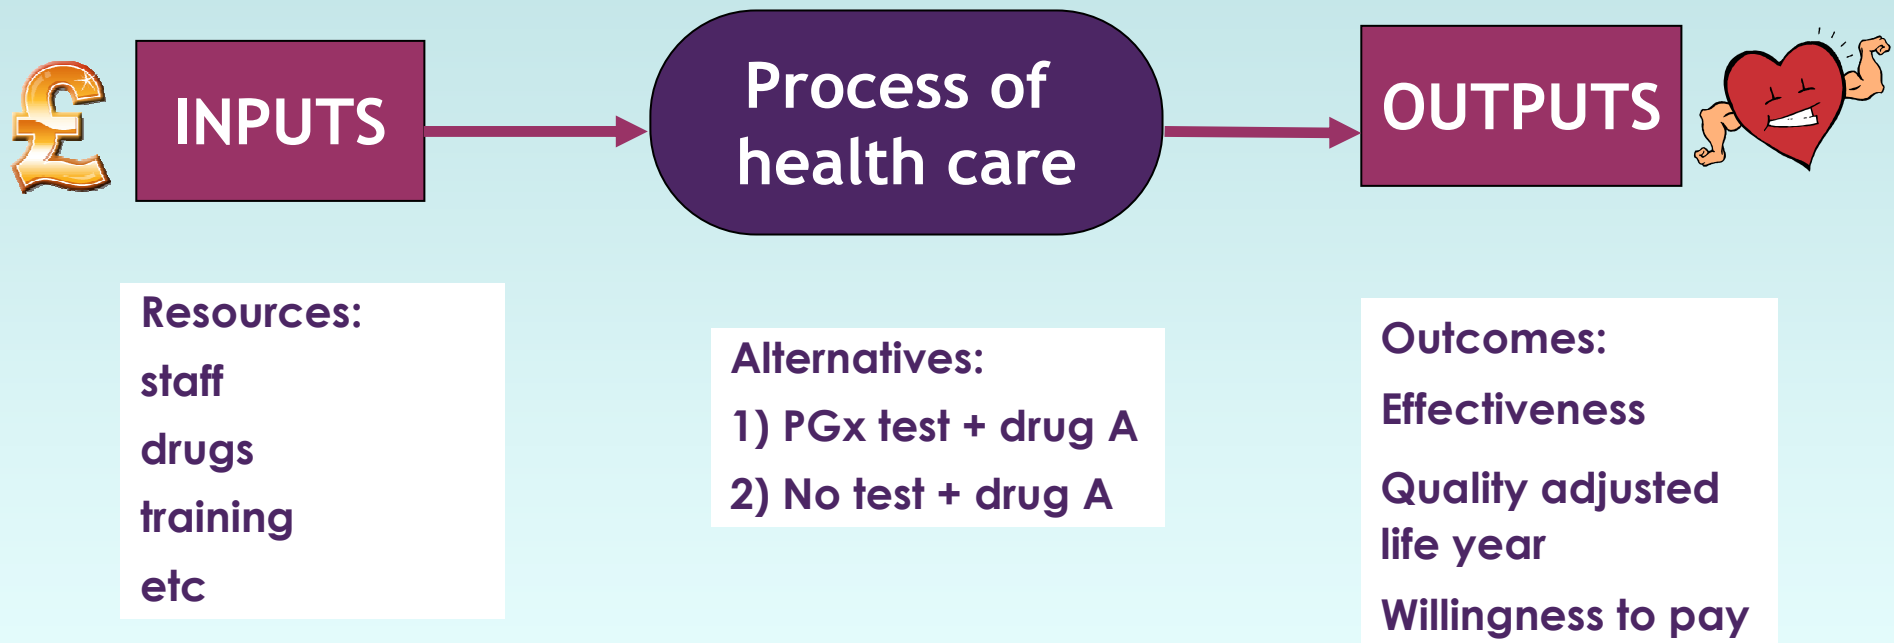 £
INPUTS
Process of
health care
OUTPUTS
Resources:
staff
drugs
training
etc
Alternatives:
1) PGx test + drug A
2) No test + drug A
Outcomes:
Effectiveness
Quality adjusted
life year
Willingness to pay